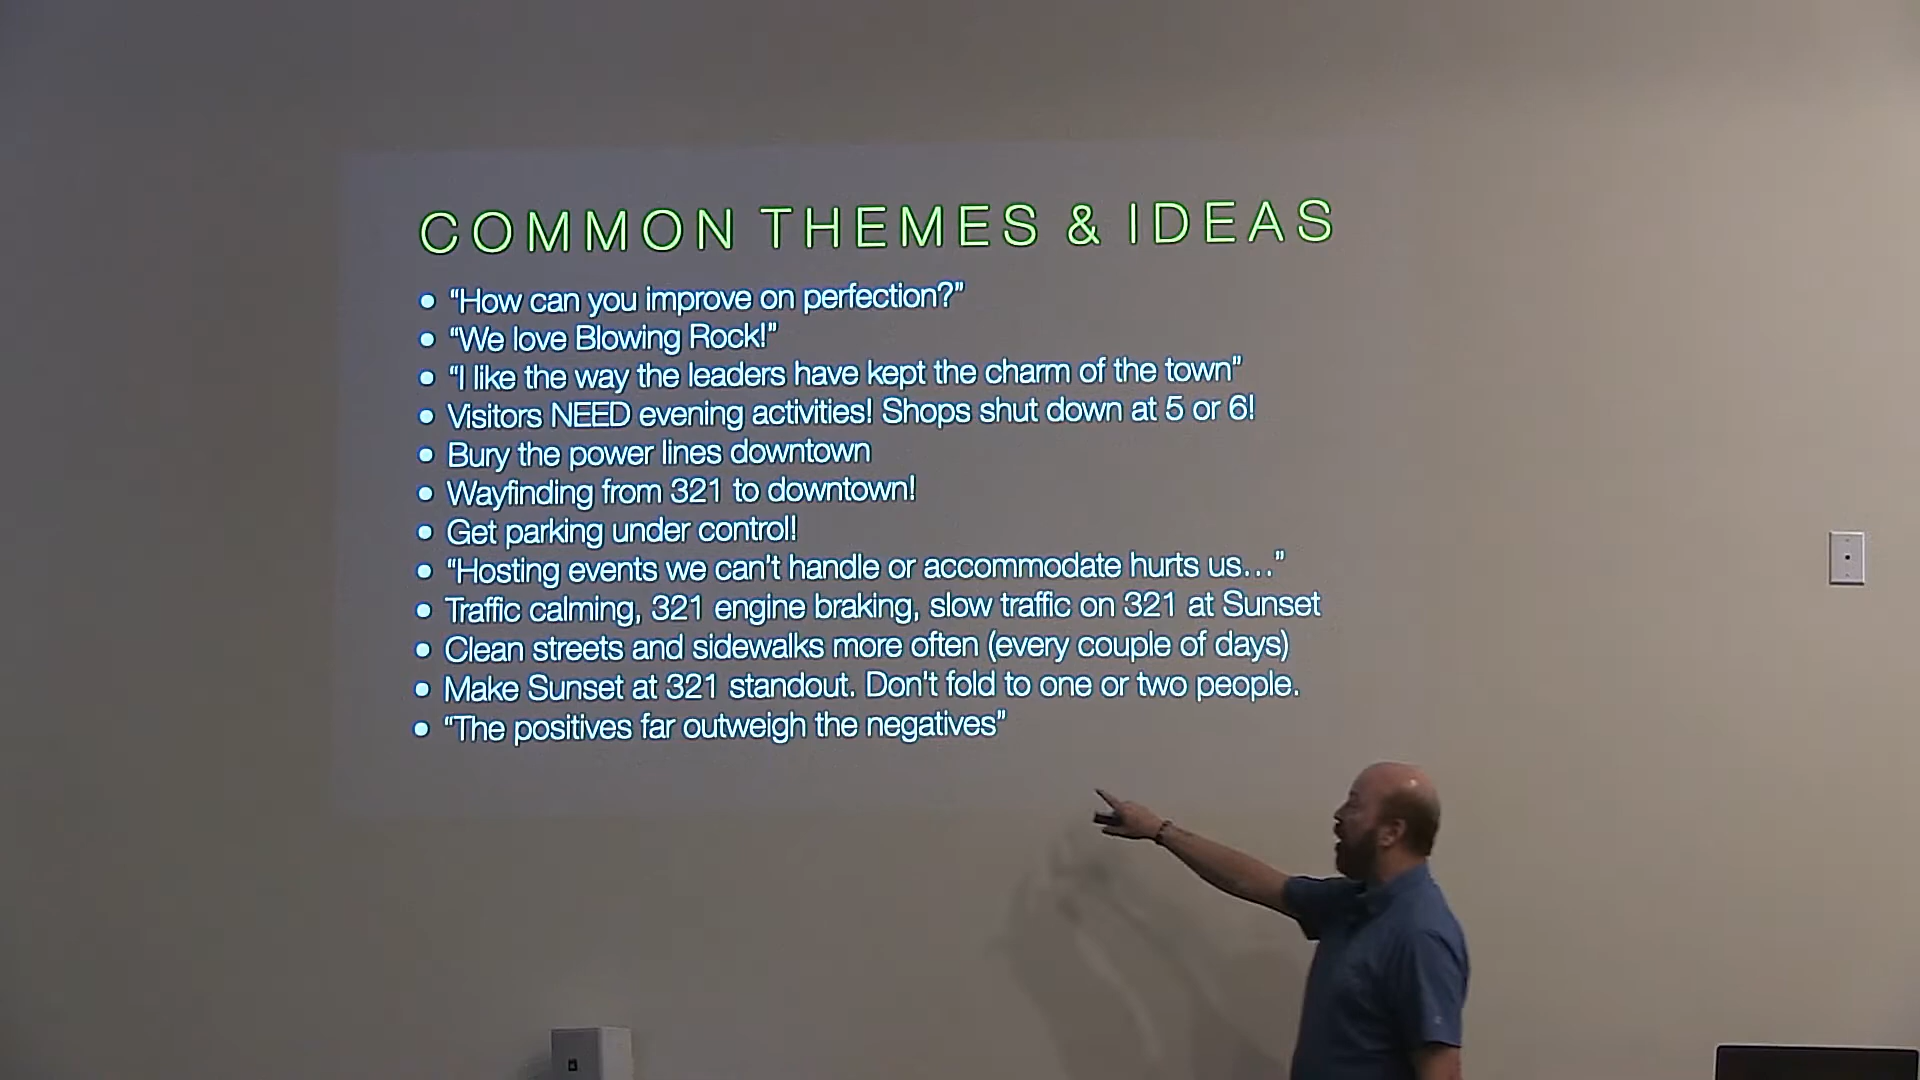 COMMON THEMES & IDEAS
• “How can you improve on perfection?”
• “We love Blowing Rock!”
• “I like the way the leaders have kept the charm of the town”
• Visitors NEED evening activities! Shops shut down at 5 or 6!
• Bury the power lines downtown
• Wayfinding from 321 to downtown!
• Get parking under control!
• “Hosting events we can't handle or accommodate hurts us…”
• Traffic calming, 321 engine braking, slow traffic on 321 at Sunset
• Clean streets and sidewalks more often (every couple of days)
• Make Sunset at 321 standout. Don't fold to one or two people.
• “The positives far outweigh the negatives”